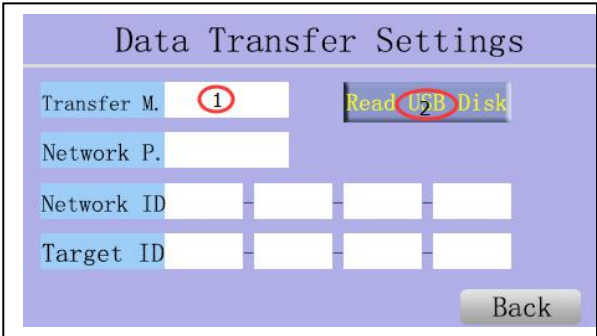 Data Transfer Settings
Transfer M. 1 Read USB Disk 2
Network P.
Network ID - - -
Target ID - - -
Back